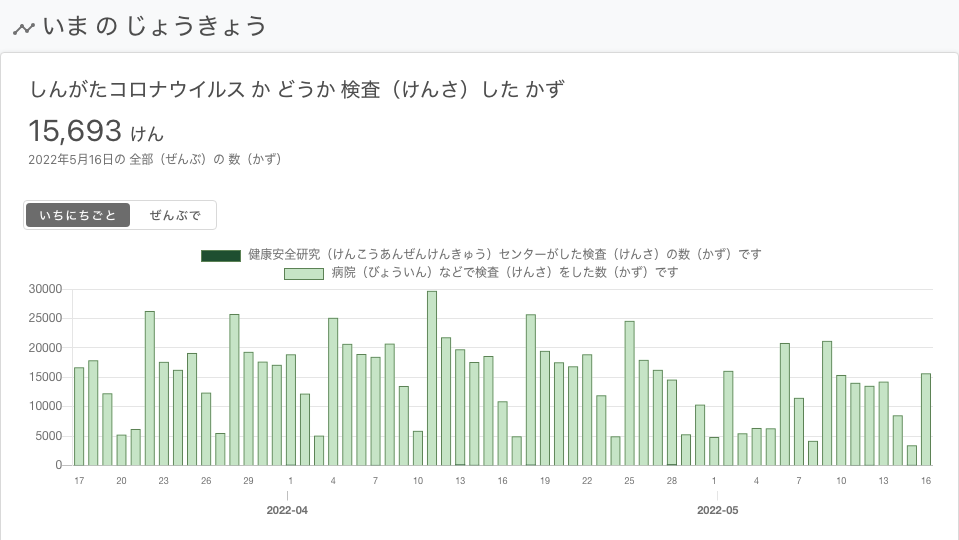 いま の じょうきょう
しんがたコロナウイルス か どうか 検査（けんさ）した かず
15,693 けん
2022年5月16日の 全部（ぜんぶ）の 数（かず）
いちにちごと ぜんぶで
健康安全研究（けんこうあんぜんけんきゅう）センターがした検査（けんさ）の数（かず）です
病院（びょういん）などで検査（けんさ）をした数（かず）です
30000
25000
20000
15000
10000
5000
0
17 20 23 26 29 1 4 7 10 13 16 19 22 25 28 1 4 7 10 13 16
2022-04 2022-05